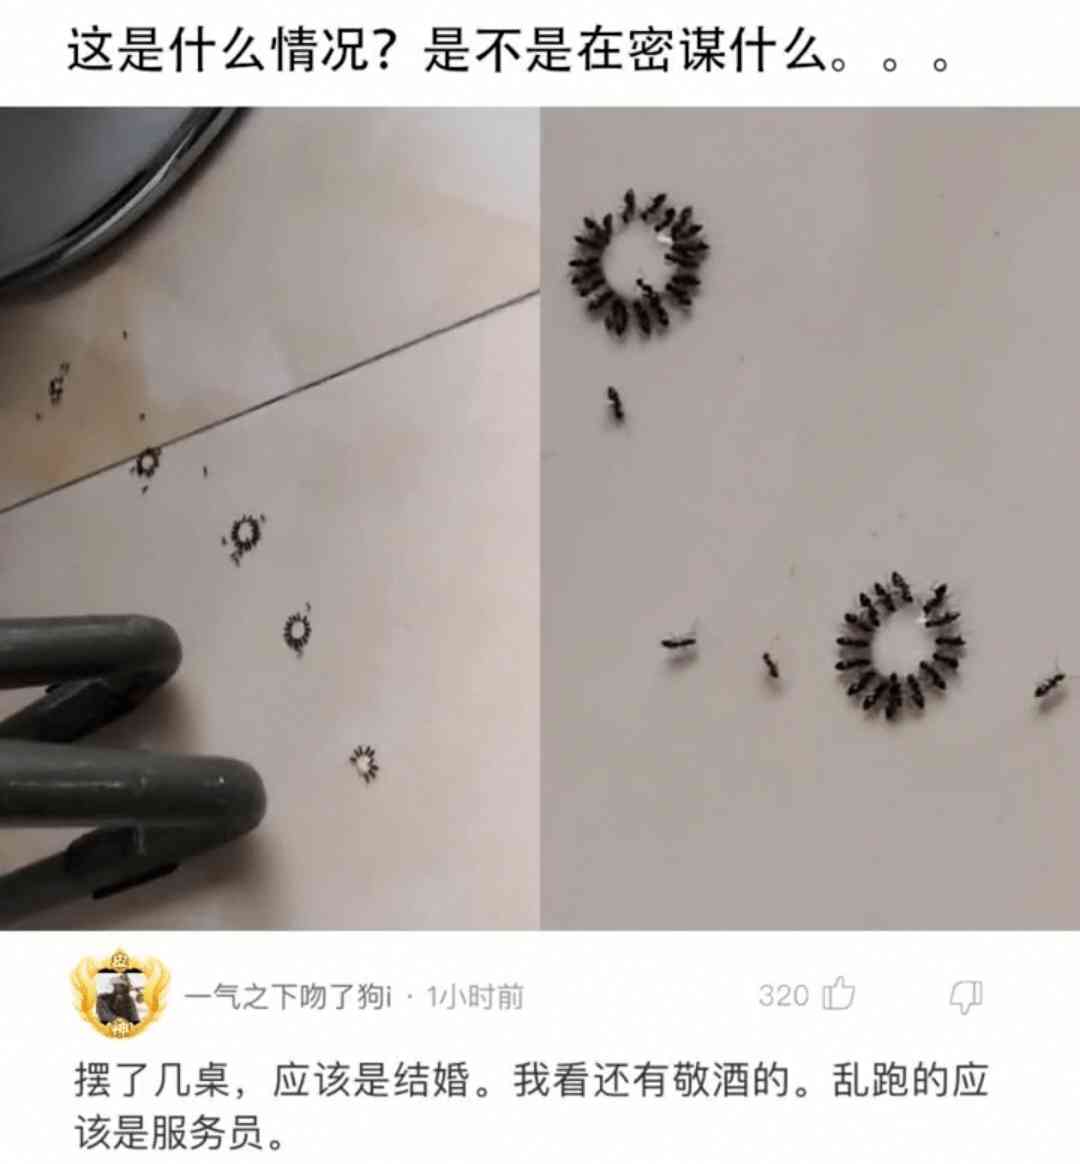 这是什么情况？是不是在密谋什么。。。
一气之下吻了狗i · 1小时前
320
摆了几桌，应该是结婚。我看还有敬酒的。乱跑的应
该是服务员。